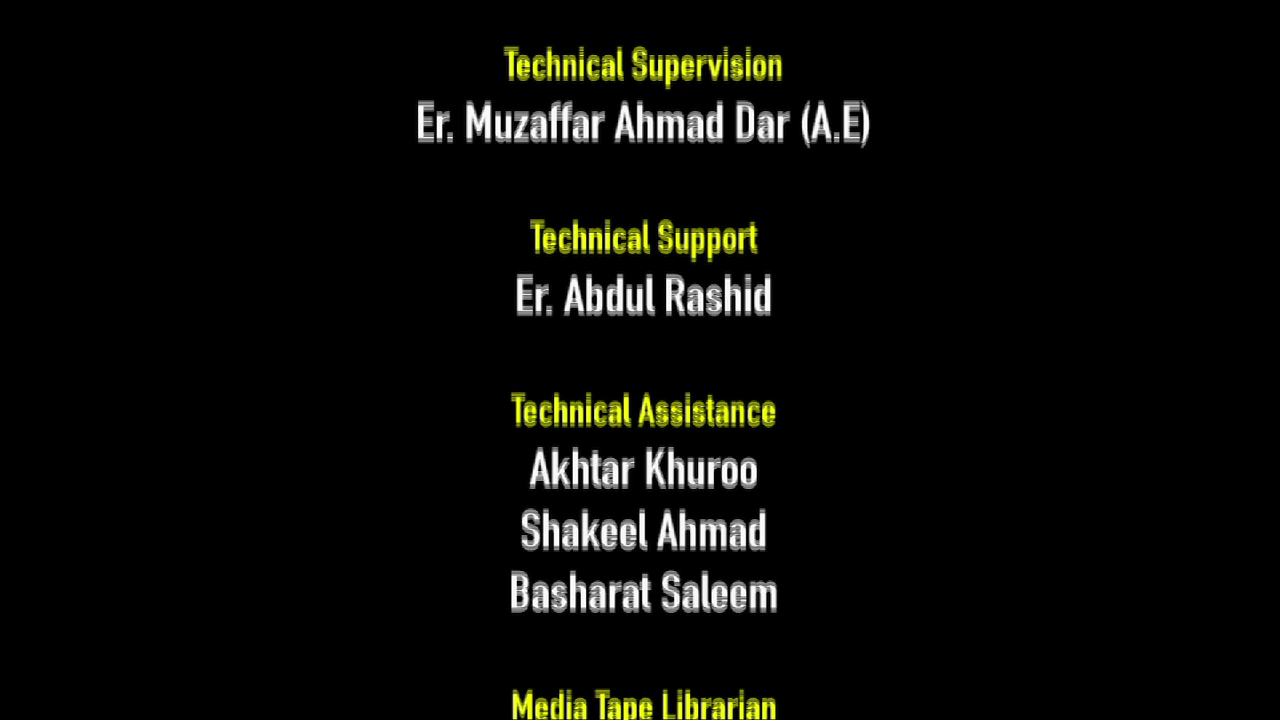 Technical Supervision
Er. Muzaffar Ahmad Dar (A.E)
Technical Support
Er. Abdul Rashid
Technical Assistance
Akhtar Khuroo
Shakeel Ahmad
Basharat Saleem
Media Tape Librarian